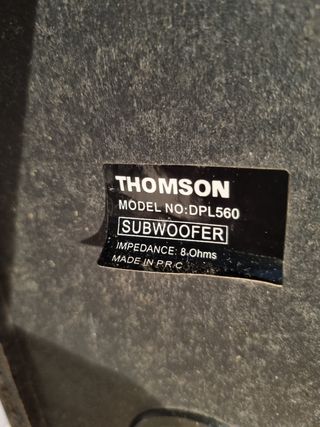 THOMSON
MODEL NO:DPL560
SUBWOOFER
IMPEDANCE: 8.Ohms
MADE IN P.R.C